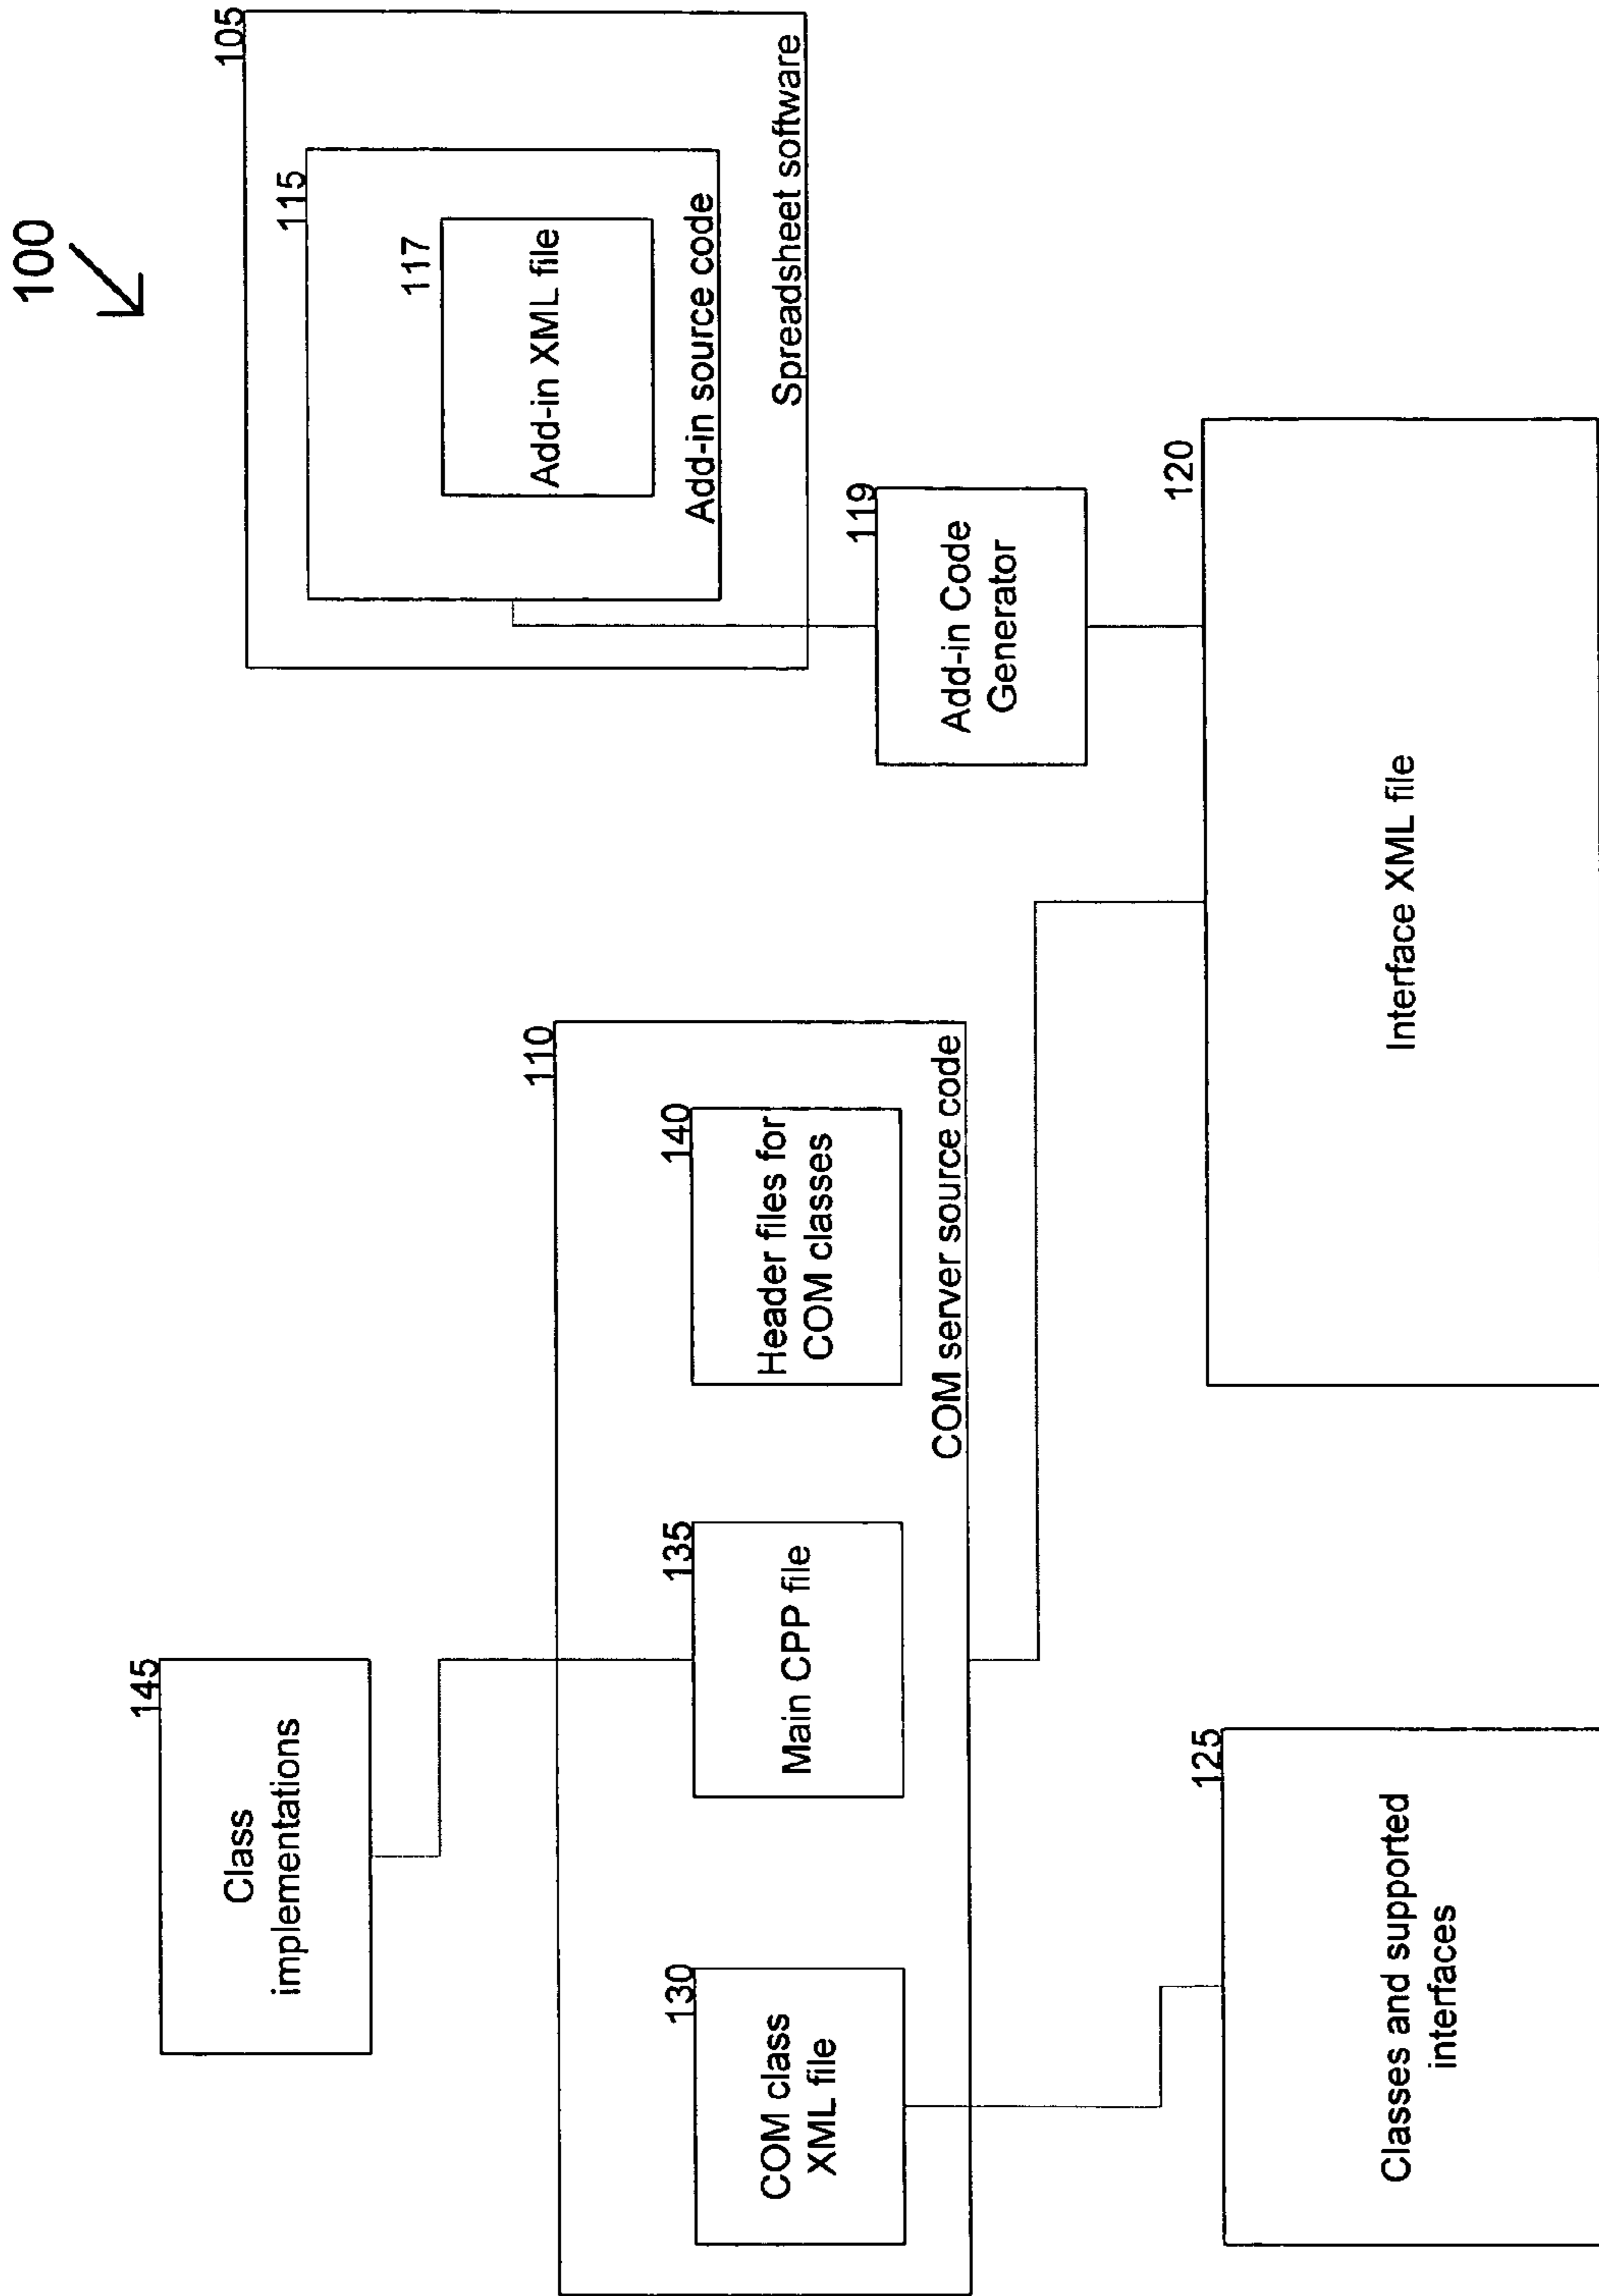 100
145
Class
implementations
110
130
COM class
XML file
135
Main CPP file
140
Header files for
COM classes
COM server source code
105
115
117
Add-in XML file
Add-in source code
Spreadsheet software
119
Add-in Code
Generator
125
Classes and supported
interfaces
120
Interface XML file